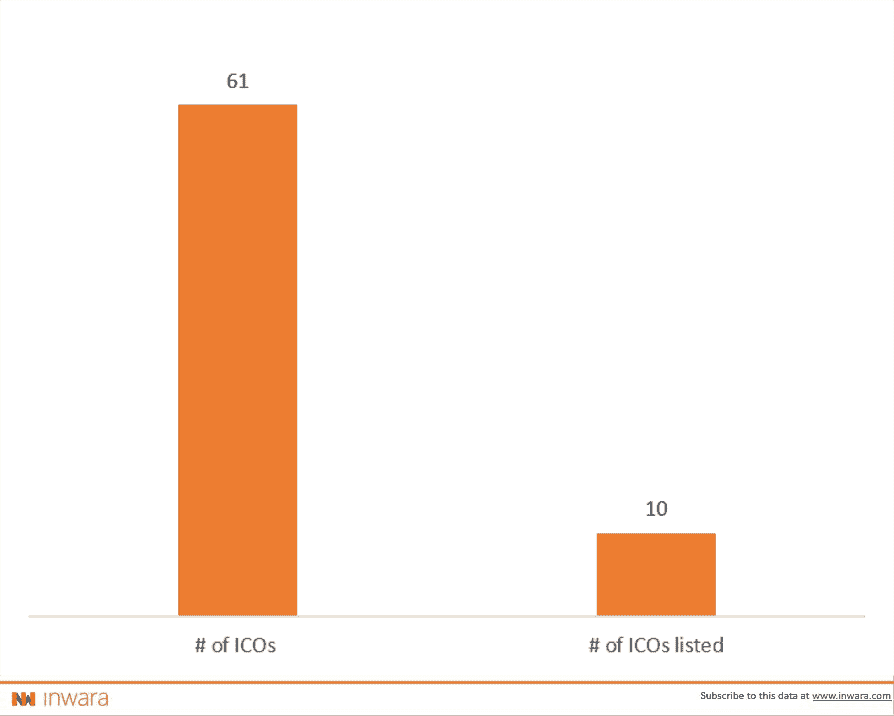 61
10
# of ICOs
# of ICOs listed
inwara
Subscribe to this data at www.inwara.com